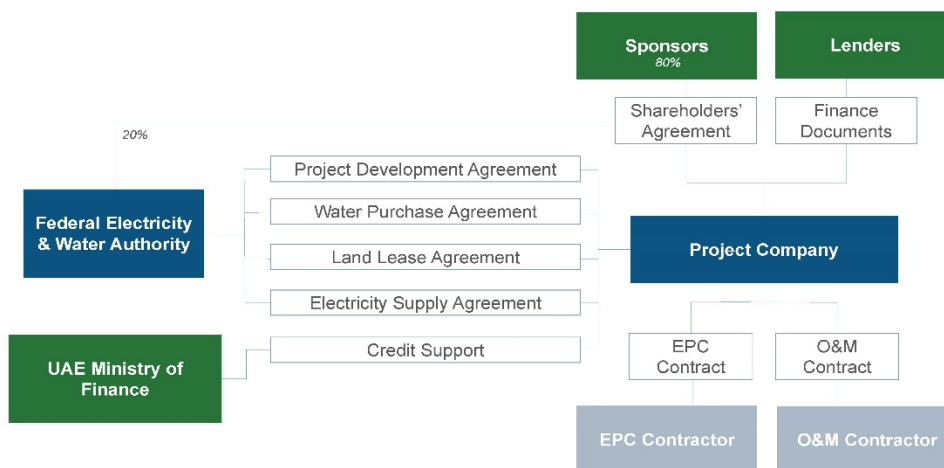 Sponsors
80%
Lenders
Shareholders'
Agreement
Finance
Documents
20%
Project Development Agreement
Water Purchase Agreement
Land Lease Agreement
Electricity Supply Agreement
Credit Support
Federal Electricity
& Water Authority
Project Company
UAE Ministry of
Finance
EPC
Contract
O&M
Contract
EPC Contractor
O&M Contractor